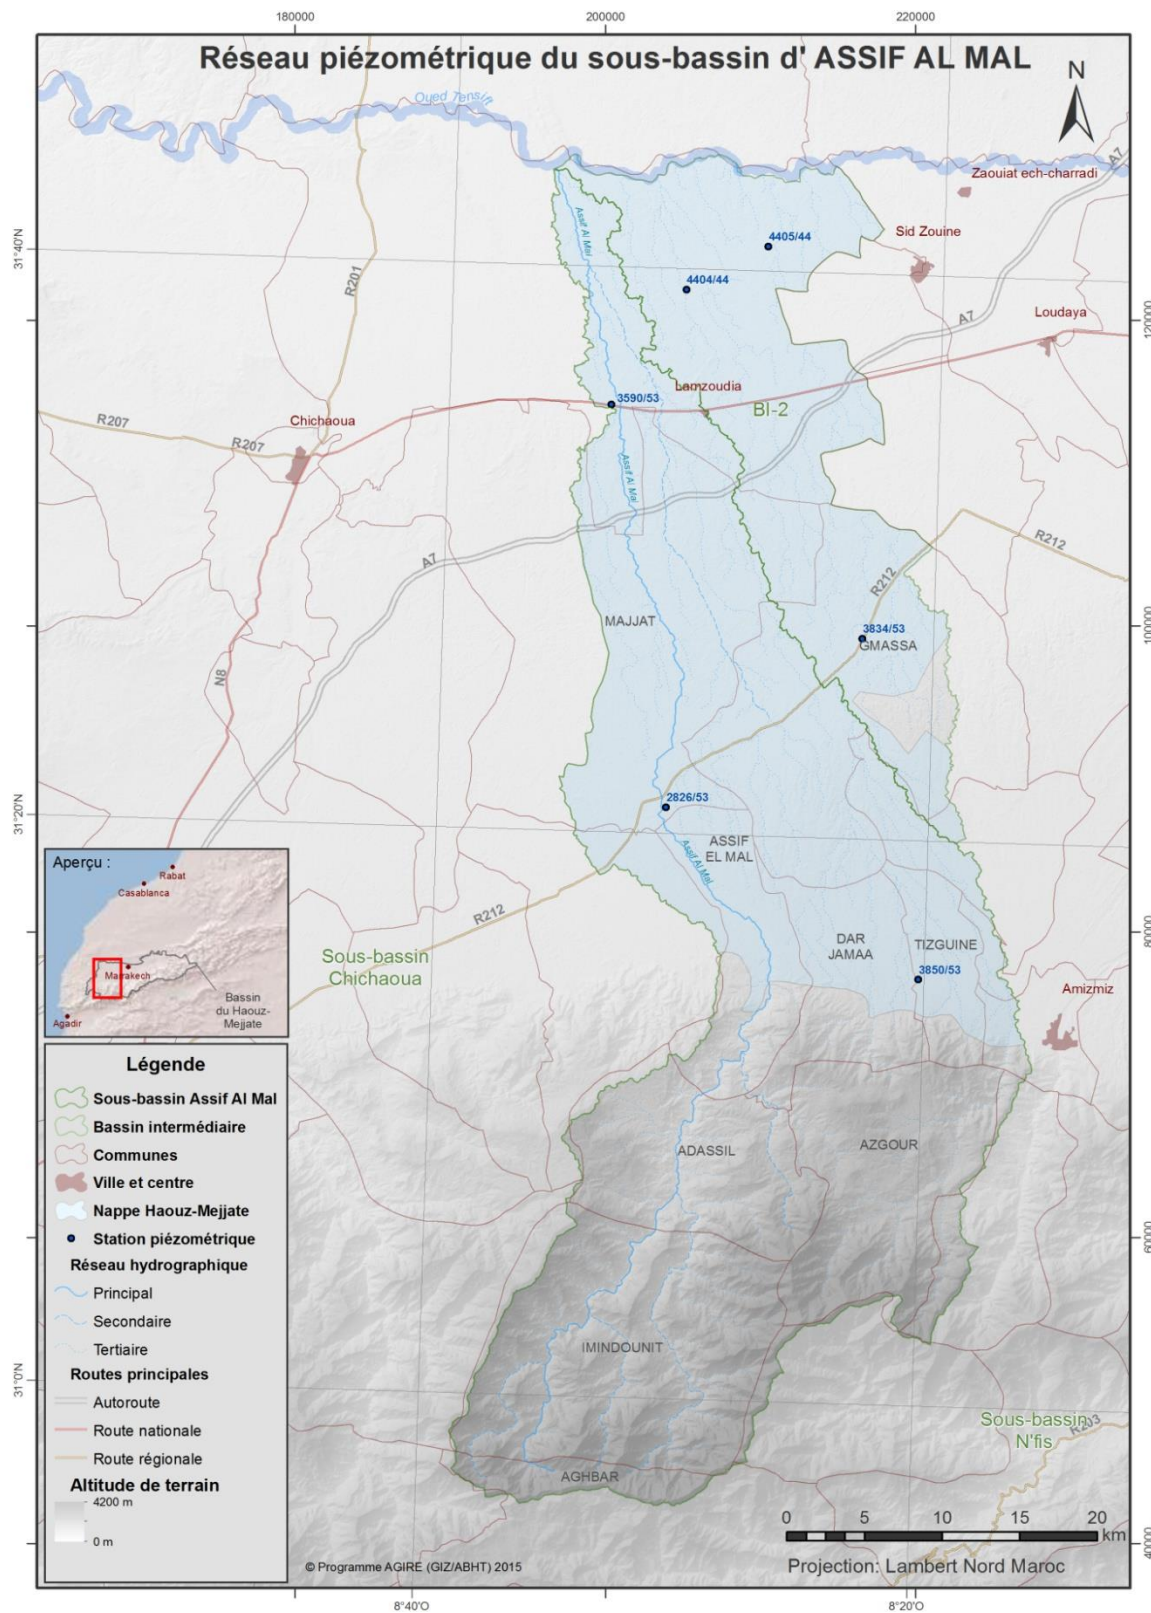 180000
200000
220000
Réseau piézométrique du sous-bassin d' ASSIF AL MAL
N
Oued Tensift
A7
Zaouiat ech-charradi
Assif Al Mal
4405/44
Sid Zouine
31°40'
R201
4404/44
A7
Loudaya
120000
3590/53
Lamzoudia
BI-2
R207
Chichaoua
R207
Assif Al Mal
A7
R212
R212
MAJJAT
3834/53
GMASSA
100000
N8
2826/53
31°20'
ASSIF
EL MAL
Assif Al Mal
R212
Aperçu :
Rabat
Casablanca
Marrakech
Agadir
Bassin
du Haouz-
Mejjate
Sous-bassin
Chichaoua
DAR
JAMAA
TIZGUINE
80000
3850/53
Amizmiz
Légende
Sous-bassin Assif Al Mal
Bassin intermédiaire
Communes
Ville et centre
Nappe Haouz-Mejjate
Station piézométrique
Réseau hydrographique
Principal
Secondaire
Tertiaire
Routes principales
Autoroute
Route nationale
Route régionale
Altitude de terrain
4200 m
0 m
ADASSIL
AZGOUR
60000
IMINDOUNIT
31°0'N
Sous-bassin
N'fis
R203
AGHBAR
0 5 10 15 20
km
40000
© Programme AGIRE (GIZ/ABHT) 2015
Projection: Lambert Nord Maroc
8°40'O
8°20'O